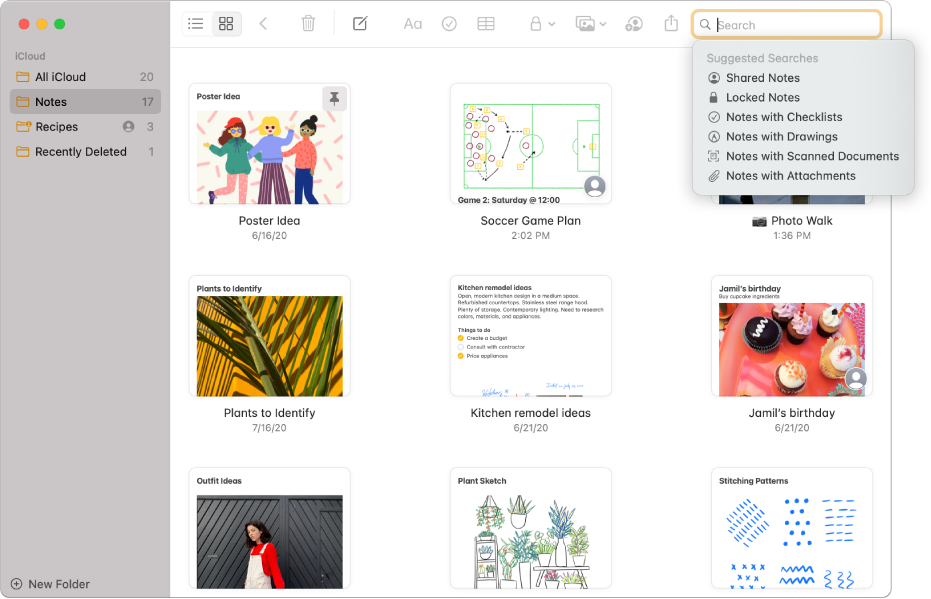 Aa
Search
iCloud
All iCloud 20
Notes 17
Recipes 3
Recently Deleted 1
New Folder
Suggested Searches
Shared Notes
Locked Notes
Notes with Checklists
Notes with Drawings
Notes with Scanned Documents
Notes with Attachments
Poster Idea
Poster Idea
6/16/20
Game 2: Saturday @ 12:00
Soccer Game Plan
2:02 PM
Photo Walk
1:36 PM
Plants to Identify
Plants to Identify
7/16/20
Kitchen remodel ideas
Open, modern kitchen design in a medium space.
Refurbished countertops. Stainless steel range hood.
Plenty of storage. Contemporary lighting. Need to research
colors, materials, and appliances.
Things to do
Create a budget
Consult with contractor
Price appliances
Kitchen remodel ideas
6/21/20
Jamil's birthday
Buy cupcake ingredients
Jamil's birthday
6/21/20
Outfit Ideas
Plant Sketch
Stitching Patterns